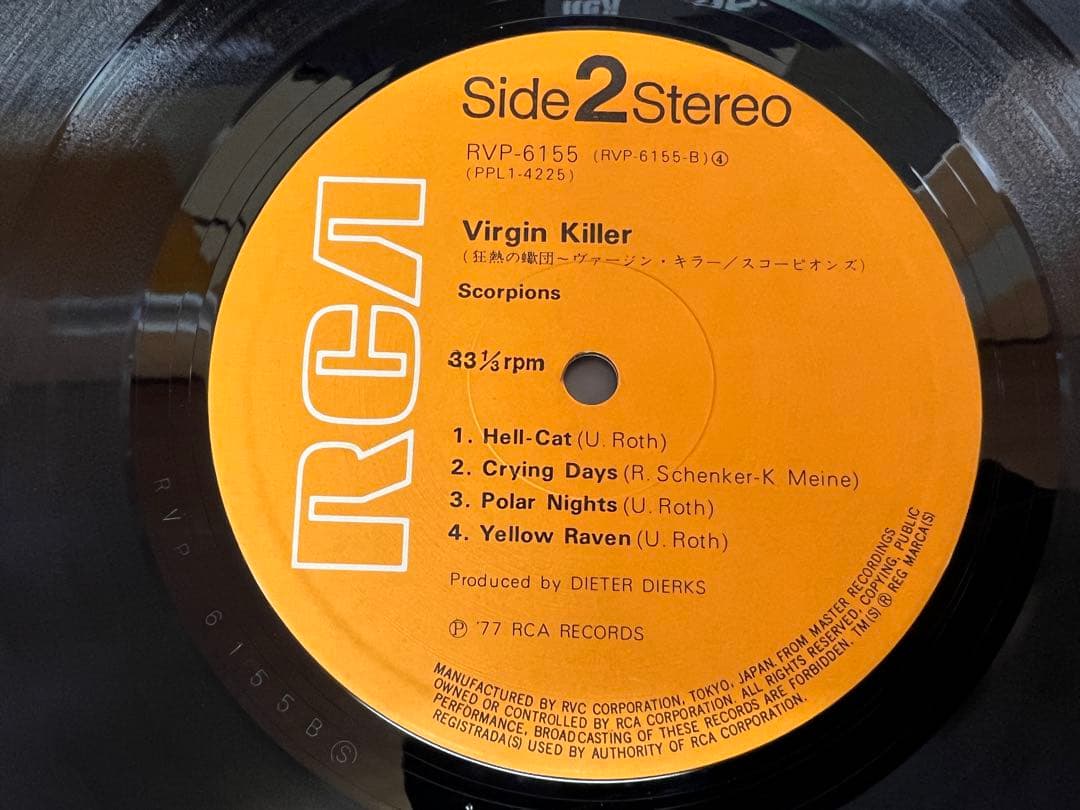 Side 2 Stereo
RVP-6155 (RVP-6155-B) ④
(PPL1-4225)
Virgin Killer
(狂熱の蠍団～ヴァージン・キラー／スコーピオンズ)
Scorpions
33⅓ rpm
1. Hell-Cat (U. Roth)
2. Crying Days (R. Schenker-K Meine)
3. Polar Nights (U. Roth)
4. Yellow Raven (U. Roth)
Produced by DIETER DIERKS
Ⓟ '77 RCA RECORDS
MANUFACTURED BY RVC CORPORATION, TOKYO, JAPAN. FROM MASTER RECORDINGS
OWNED OR CONTROLLED BY RCA CORPORATION. ALL RIGHTS RESERVED, COPYING, PUBLIC
PERFORMANCE, BROADCASTING OF THESE RECORDS ARE FORBIDDEN. TM(S) ® REG MARCA(S)
REGISTRADA(S) USED BY AUTHORITY OF RCA CORPORATION.
RCA
RVP 6155B Ⓢ